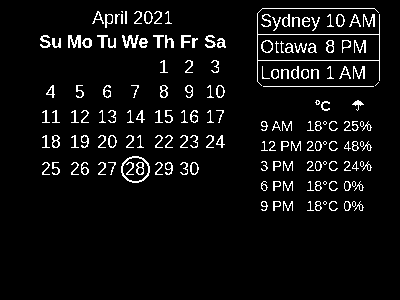 April 2021
Su Mo Tu We Th Fr Sa
1 2 3
4 5 6 7 8 9 10
11 12 13 14 15 16 17
18 19 20 21 22 23 24
25 26 27 28 29 30
Sydney 10 AM
Ottawa 8 PM
London 1 AM
°C
9 AM 18°C 25%
12 PM 20°C 48%
3 PM 20°C 24%
6 PM 18°C 0%
9 PM 18°C 0%